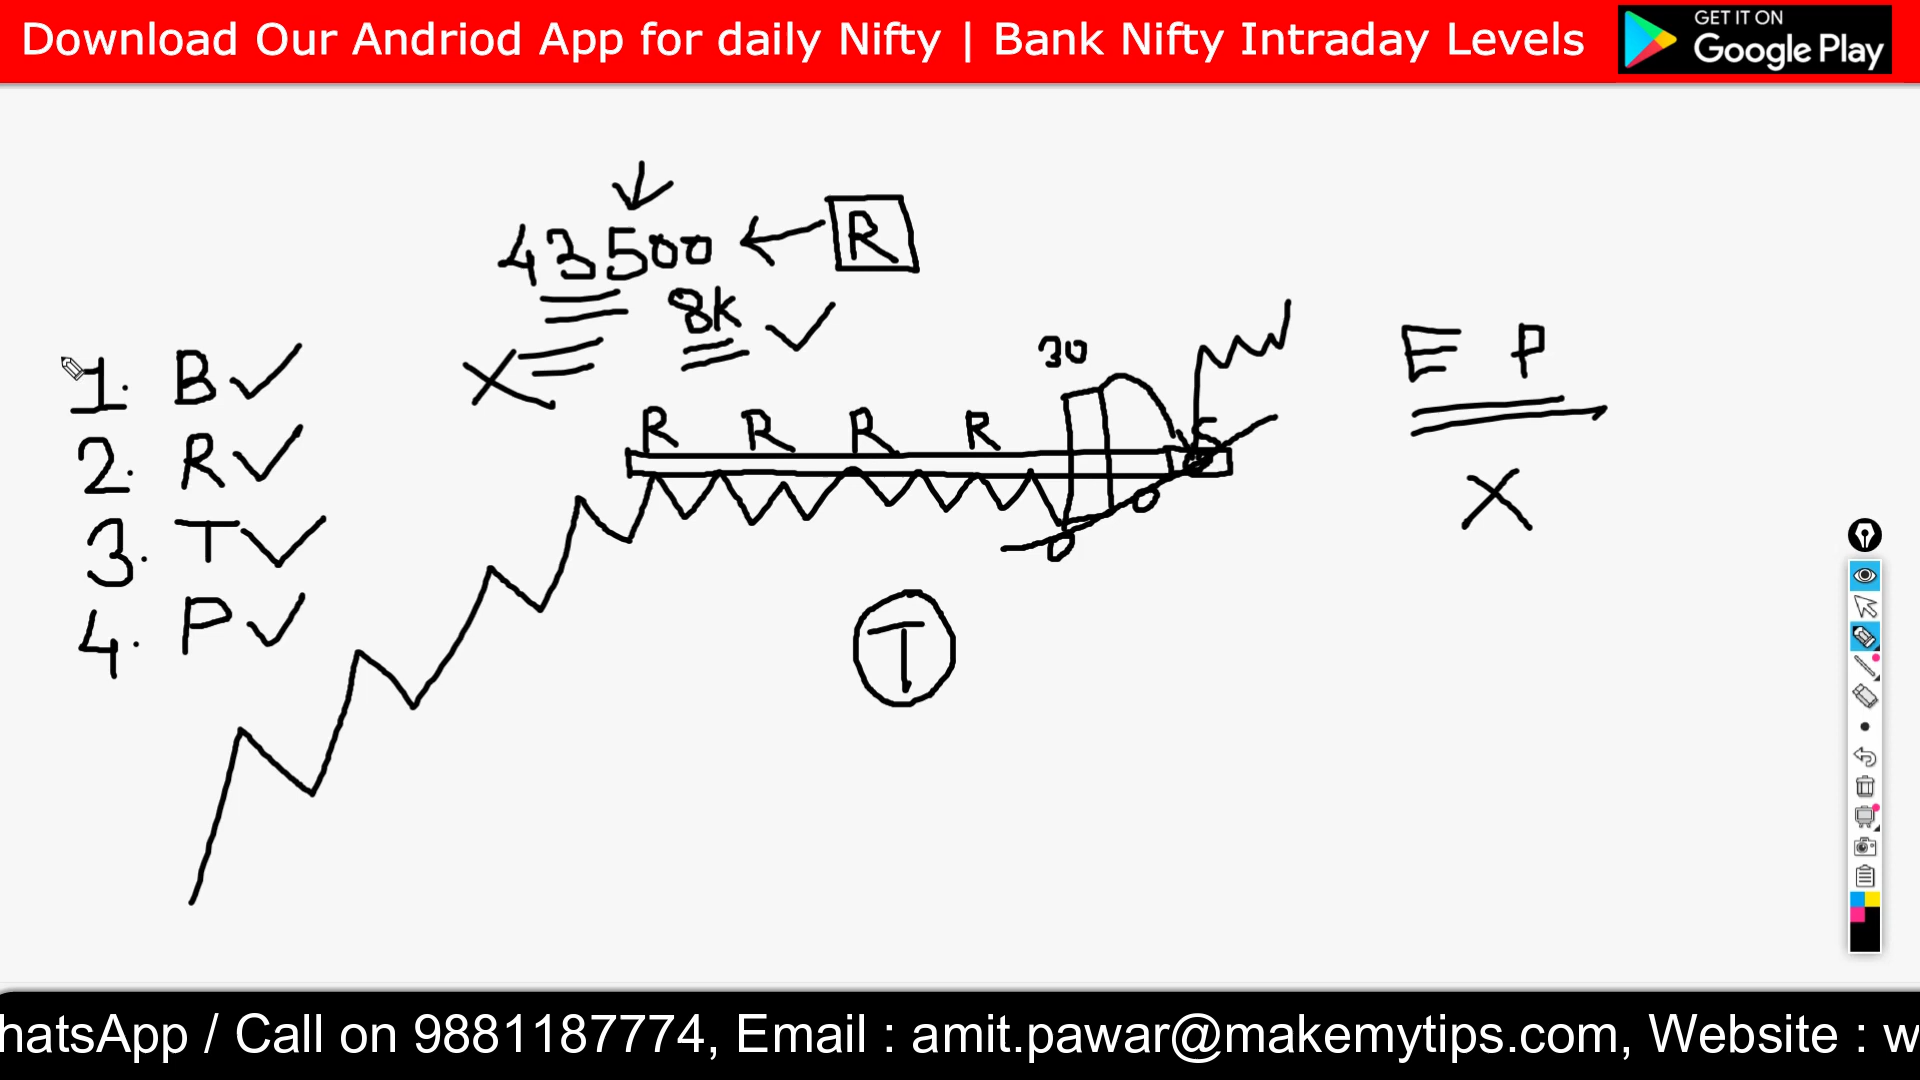 Download Our Andriod App for daily Nifty | Bank Nifty Intraday Levels
GET IT ON
Google Play
43500 R
8K
1. B
2. R
3. T
4. P
30
R R R R S
E P
T
hatsApp / Call on 9881187774, Email : amit.pawar@makemytips.com, Website : w